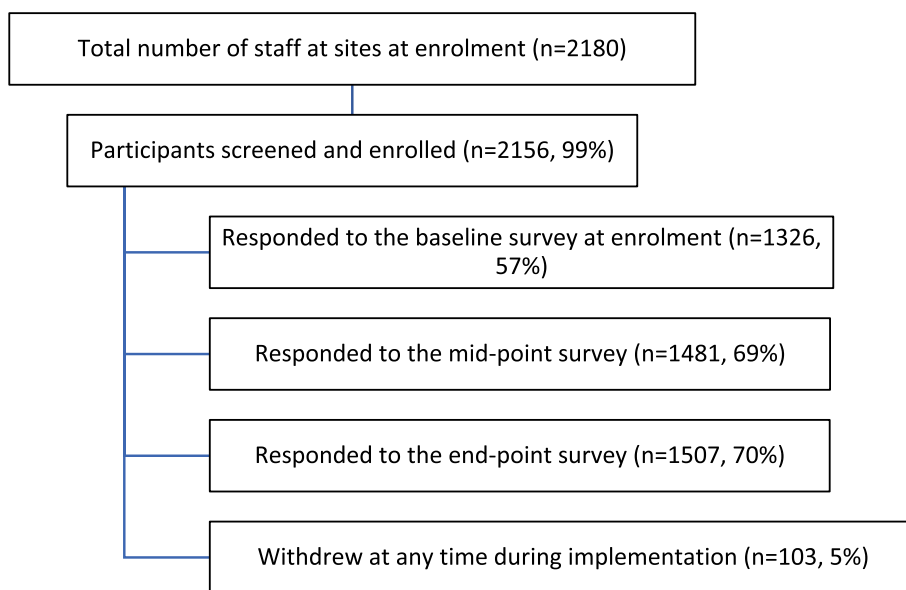 Total number of staff at sites at enrolment (n=2180)
Participants screened and enrolled (n=2156, 99%)
Responded to the baseline survey at enrolment (n=1326,
57%)
Responded to the mid-point survey (n=1481, 69%)
Responded to the end-point survey (n=1507, 70%)
Withdrew at any time during implementation (n=103, 5%)